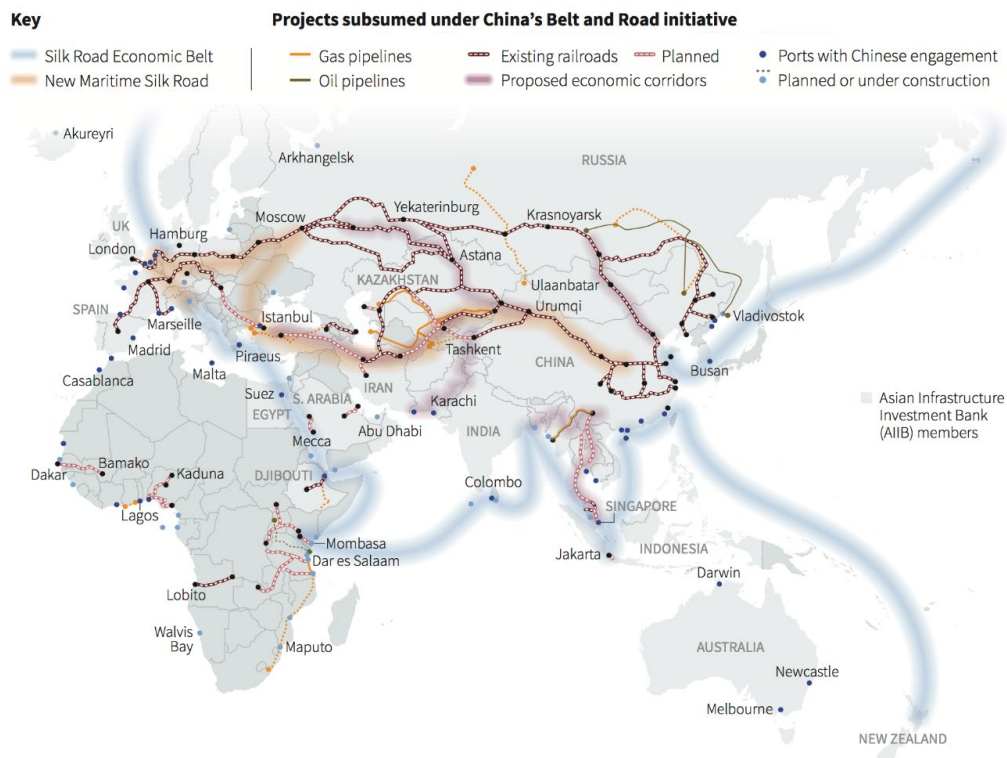 Key
Projects subsumed under China's Belt and Road initiative
Silk Road Economic Belt
New Maritime Silk Road
Gas pipelines
Oil pipelines
Existing railroads
Planned
Proposed economic corridors
Ports with Chinese engagement
Planned or under construction
Akureyri
Arkhangelsk
RUSSIA
Yekaterinburg
Krasnoyarsk
Moscow
UK
Hamburg
London
Astana
KAZAKHSTAN
Ulaanbatar
Urumqi
SPAIN
Istanbul
Marseille
Vladivostok
Madrid
Piraeus
Tashkent
CHINA
Casablanca
Malta
IRAN
Busan
Suez
S. ARABIA
EGYPT
Karachi
Asian Infrastructure
Investment Bank
(AIIB) members
Abu Dhabi
INDIA
Mecca
Dakar
Bamako
Kaduna
DJIBOUTI
Colombo
Lagos
SINGAPORE
Mombasa
Dar es Salaam
Jakarta
INDONESIA
Darwin
Lobito
Walvis
Bay
Maputo
AUSTRALIA
Newcastle
Melbourne
NEW ZEALAND